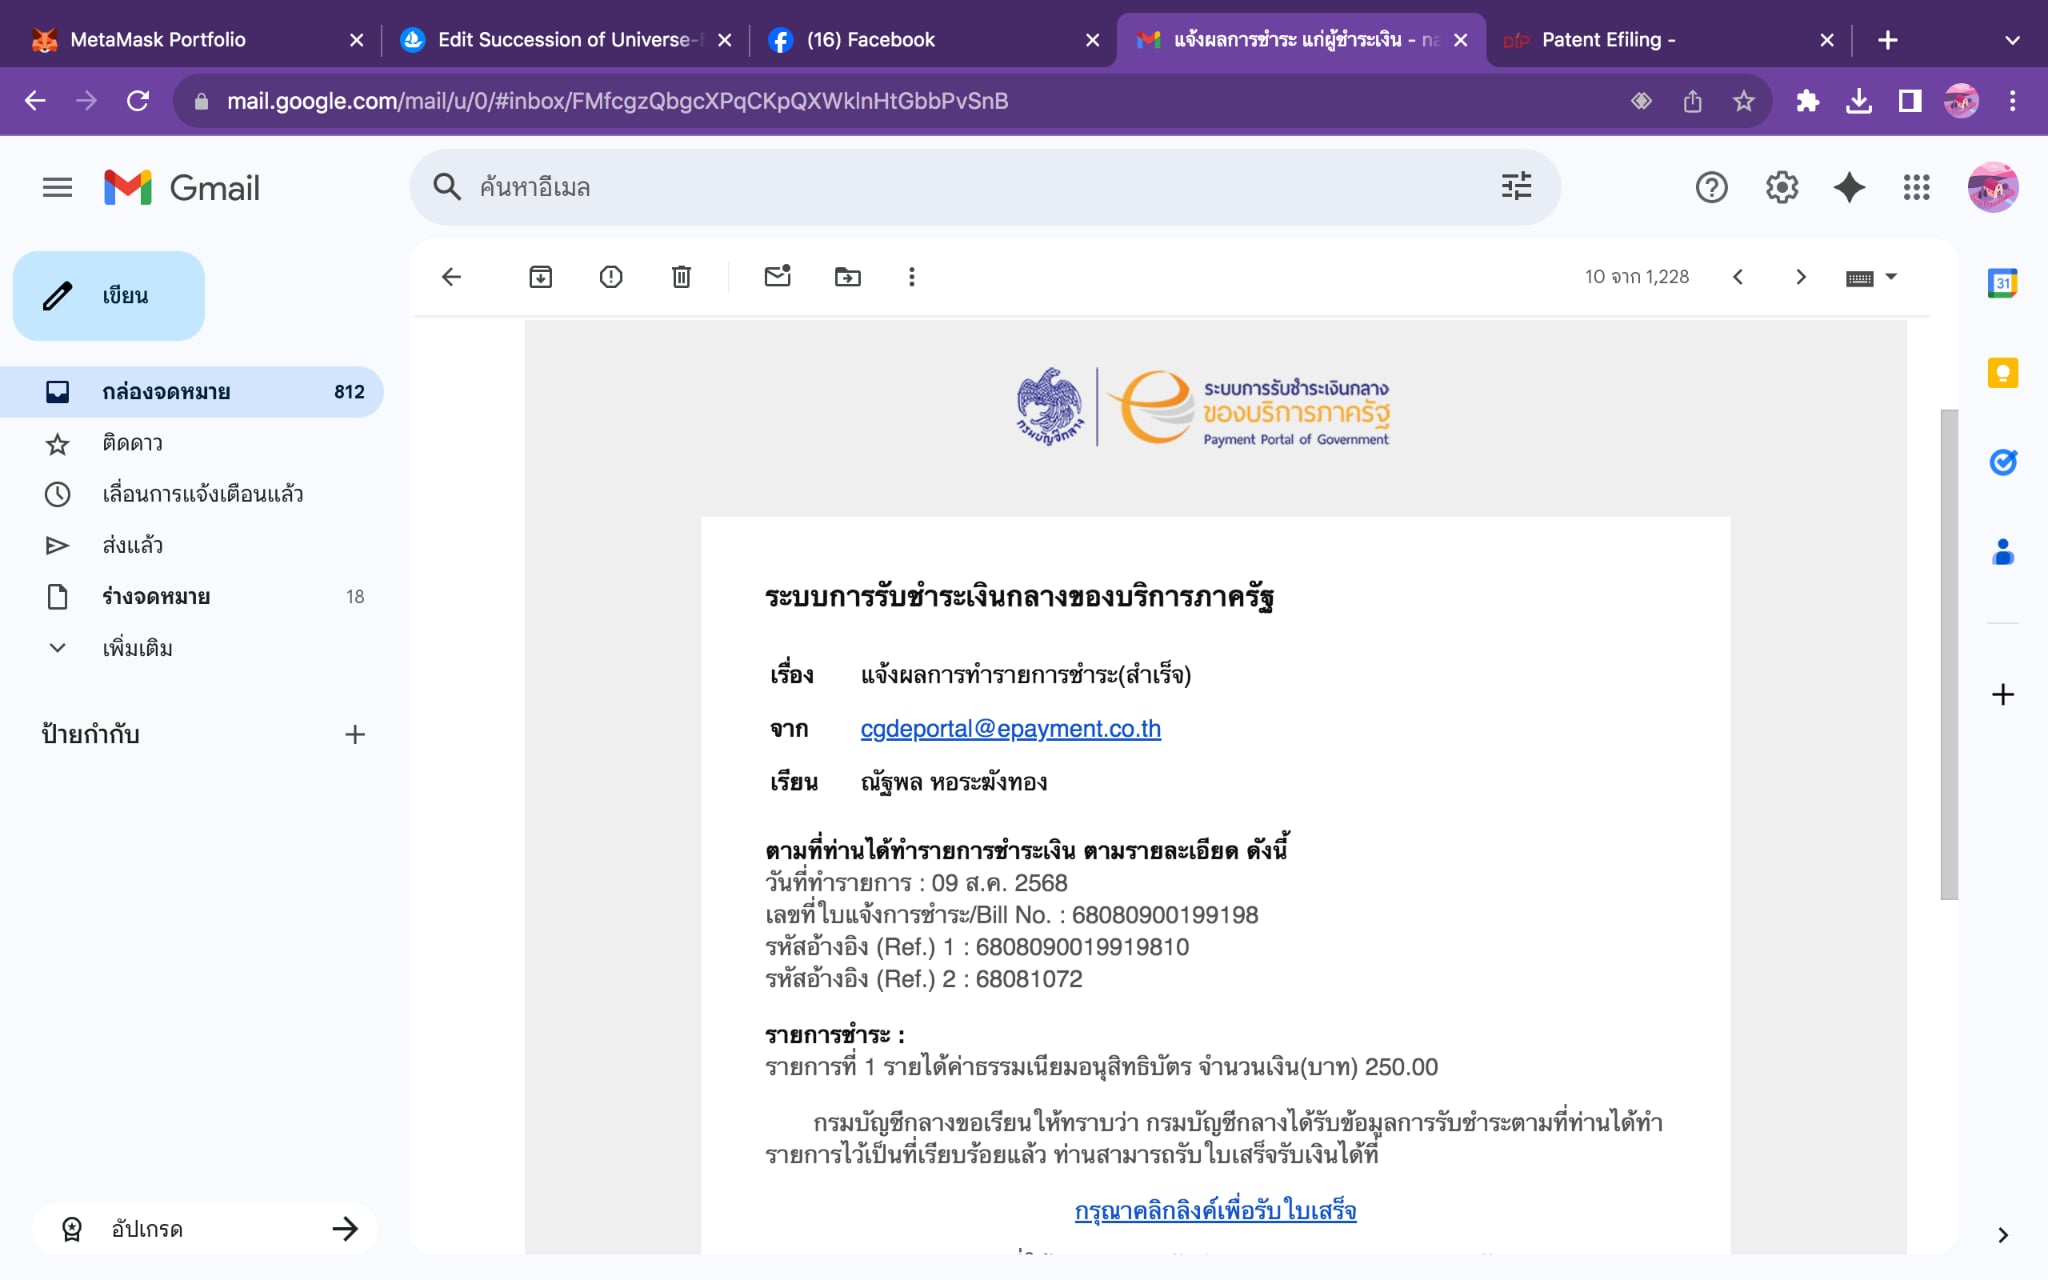 MetaMask Portfolio
Edit Succession of Universe-
(16) Facebook
แจ้งผลการชำระ แก่ผู้ชำระเงิน - na
DIP Patent Efiling -
mail.google.com/mail/u/0/#inbox/FMfcgzQbgcXPqCKpQXWklnHtGbbPvSnB
Gmail
ค้นหาอีเมล
เขียน
10 จาก 1,228
31
กล่องจดหมาย 812
ติดดาว
เลื่อนการแจ้งเตือนแล้ว
ส่งแล้ว
ร่างจดหมาย 18
เพิ่มเติม
ป้ายกำกับ
อัปเกรด
กรมบัญชีกลาง
ระบบการรับชำระเงินกลาง
ของบริการภาครัฐ
Payment Portal of Government
ระบบการรับชำระเงินกลางของบริการภาครัฐ
เรื่อง แจ้งผลการทำรายการชำระ(สำเร็จ)
จาก cgdeportal@epayment.co.th
เรียน ณัฐพล หอระฆังทอง
ตามที่ท่านได้ทำรายการชำระเงิน ตามรายละเอียด ดังนี้
วันที่ทำรายการ : 09 ส.ค. 2568
เลขที่ใบแจ้งการชำระ/Bill No. : 68080900199198
รหัสอ้างอิง (Ref.) 1 : 6808090019919810
รหัสอ้างอิง (Ref.) 2 : 68081072
รายการชำระ :
รายการที่ 1 รายได้ค่าธรรมเนียมอนุสิทธิบัตร จำนวนเงิน(บาท) 250.00
กรมบัญชีกลางขอเรียนให้ทราบว่า กรมบัญชีกลางได้รับข้อมูลการรับชำระตามที่ท่านได้ทำ
รายการไว้เป็นที่เรียบร้อยแล้ว ท่านสามารถรับใบเสร็จรับเงินได้ที่
กรุณาคลิกลิงค์เพื่อรับใบเสร็จ